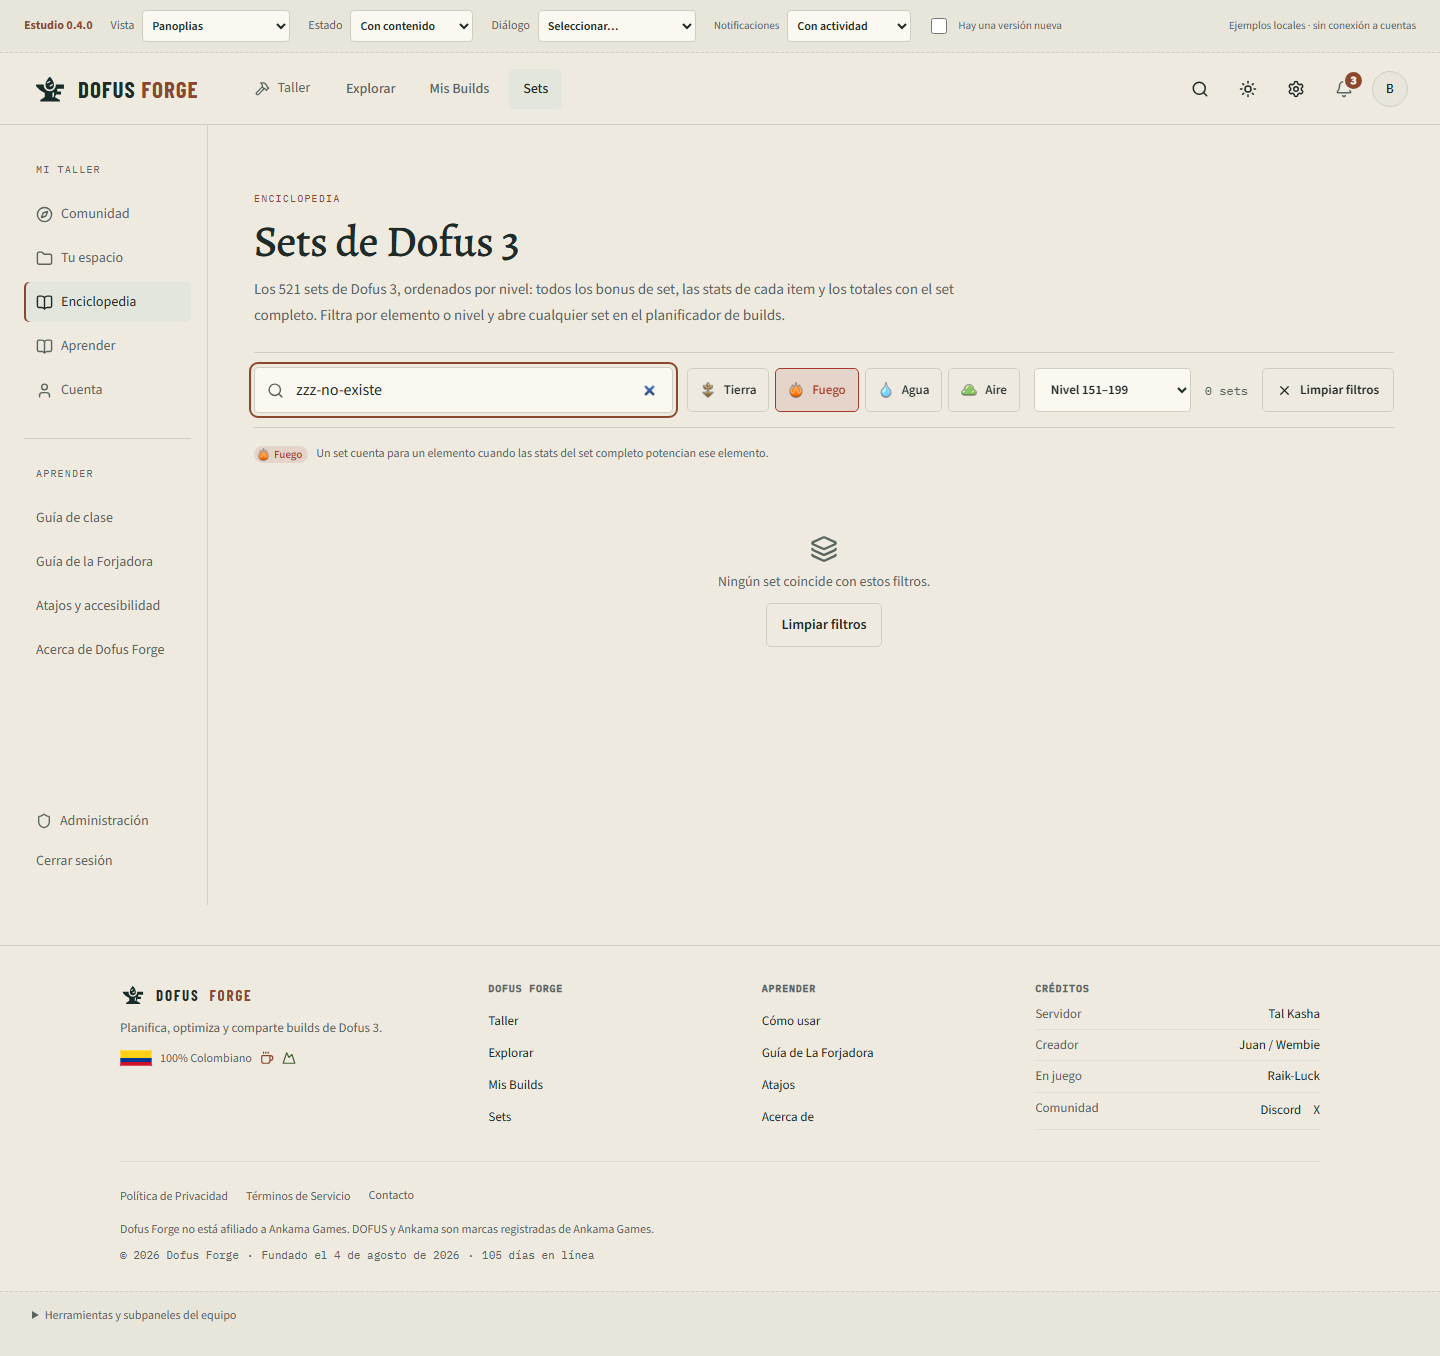 Estudio 0.4.0 Vista Panoplias Estado Con contenido Diálogo Seleccionar... Notificaciones Con actividad Hay una versión nueva Ejemplos locales · sin conexión a cuentas
DOFUS FORGE Taller Explorar Mis Builds Sets 3 B
MI TALLER
Comunidad
Tu espacio
Enciclopedia
Aprender
Cuenta
APRENDER
Guía de clase
Guía de la Forjadora
Atajos y accesibilidad
Acerca de Dofus Forge
Administración
Cerrar sesión
ENCICLOPEDIA
Sets de Dofus 3
Los 521 sets de Dofus 3, ordenados por nivel: todos los bonus de set, las stats de cada item y los totales con el set
completo. Filtra por elemento o nivel y abre cualquier set en el planificador de builds.
zzz-no-existe Tierra Fuego Agua Aire Nivel 151–199 0 sets Limpiar filtros
Fuego Un set cuenta para un elemento cuando las stats del set completo potencian ese elemento.
Ningún set coincide con estos filtros.
Limpiar filtros
DOFUS FORGE
Planifica, optimiza y comparte builds de Dofus 3.
100% Colombiano
DOFUS FORGE
Taller
Explorar
Mis Builds
Sets
APRENDER
Cómo usar
Guía de La Forjadora
Atajos
Acerca de
CRÉDITOS
Servidor Tal Kasha
Creador Juan / Wembie
En juego Raik-Luck
Comunidad Discord X
Política de Privacidad Términos de Servicio Contacto
Dofus Forge no está afiliado a Ankama Games. DOFUS y Ankama son marcas registradas de Ankama Games.
© 2026 Dofus Forge · Fundado el 4 de agosto de 2026 · 105 días en línea
Herramientas y subpaneles del equipo